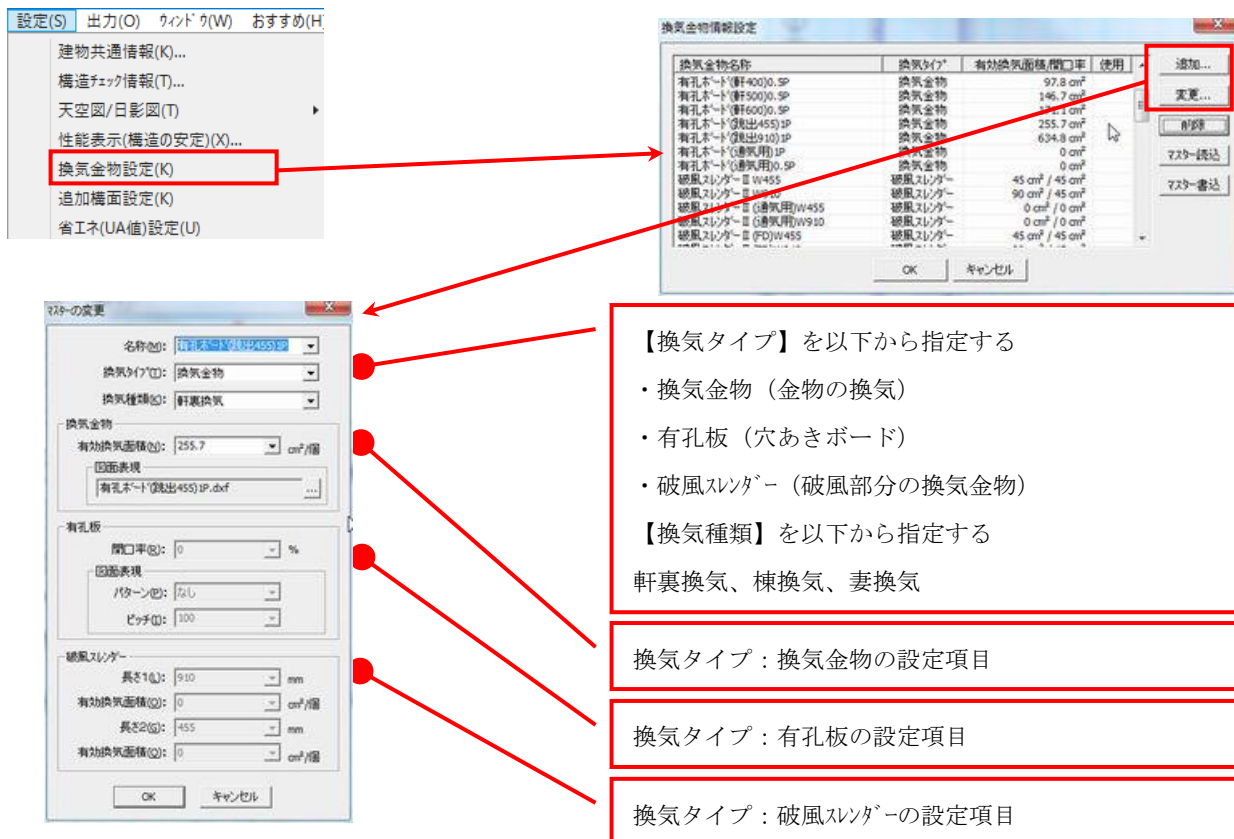 設定(S) 出力(O) ｳｨﾝﾄﾞｳ(W) おすすめ(H)
建物共通情報(K)...
構造ﾁｪｯｸ情報(T)...
天空図/日影図(T)
性能表示(構造の安定)(X)...
換気金物設定(K)
追加構面設定(K)
省エネ(UA値)設定(U)
換気金物情報設定
換気金物名称 換気ﾀｲﾌﾟ 有効換気面積/開口率 使用
有孔ﾎﾞｰﾄﾞ(軒400)0.5P 換気金物 97.8 cm²
有孔ﾎﾞｰﾄﾞ(軒500)0.5P 換気金物 146.7 cm²
有孔ﾎﾞｰﾄﾞ(軒600)0.5P 換気金物
有孔ﾎﾞｰﾄﾞ(跳出455)1P 換気金物 255.7 cm²
有孔ﾎﾞｰﾄﾞ(跳出910)1P 換気金物 634.8 cm²
有孔ﾎﾞｰﾄﾞ(通気用)1P 換気金物 0 cm²
有孔ﾎﾞｰﾄﾞ(通気用)0.5P 換気金物 0 cm²
破風ｽﾚﾝﾀﾞｰⅡ W455 破風ｽﾚﾝﾀﾞｰ 45 cm² / 45 cm²
破風ｽﾚﾝﾀﾞｰⅡ W910 破風ｽﾚﾝﾀﾞｰ 90 cm² / 45 cm²
破風ｽﾚﾝﾀﾞｰⅡ(通気用)W455 破風ｽﾚﾝﾀﾞｰ 0 cm² / 0 cm²
破風ｽﾚﾝﾀﾞｰⅡ(通気用)W910 破風ｽﾚﾝﾀﾞｰ 0 cm² / 0 cm²
破風ｽﾚﾝﾀﾞｰⅡ(FD)W455 破風ｽﾚﾝﾀﾞｰ 45 cm² / 45 cm²
追加...
変更...
削除
ﾏｽﾀｰ読込
ﾏｽﾀｰ書込
OK キャンセル
ﾏｽﾀｰの変更
名称(M): 有孔ﾎﾞｰﾄﾞ(跳出455)1P
換気ﾀｲﾌﾟ(T): 換気金物
換気種類(K): 軒裏換気
換気金物
有効換気面積(N): 255.7 cm²/個
図面表現
有孔ﾎﾞｰﾄﾞ(跳出455)1P.dxf ...
有孔板
開口率(R): 0 %
図面表現
パターン(P): なし
ピッチ(I): 100
破風スレンダー
長さ1(L): 910 mm
有効換気面積(O): 0 cm²/個
長さ2(G): 455 mm
有効換気面積(O): 0 cm²/個
OK キャンセル
【換気タイプ】を以下から指定する
・換気金物（金物の換気）
・有孔板（穴あきボード）
・破風ｽﾚﾝﾀﾞｰ（破風部分の換気金物）
【換気種類】を以下から指定する
軒裏換気、棟換気、妻換気
換気タイプ：換気金物の設定項目
換気タイプ：有孔板の設定項目
換気タイプ：破風ｽﾚﾝﾀﾞｰの設定項目